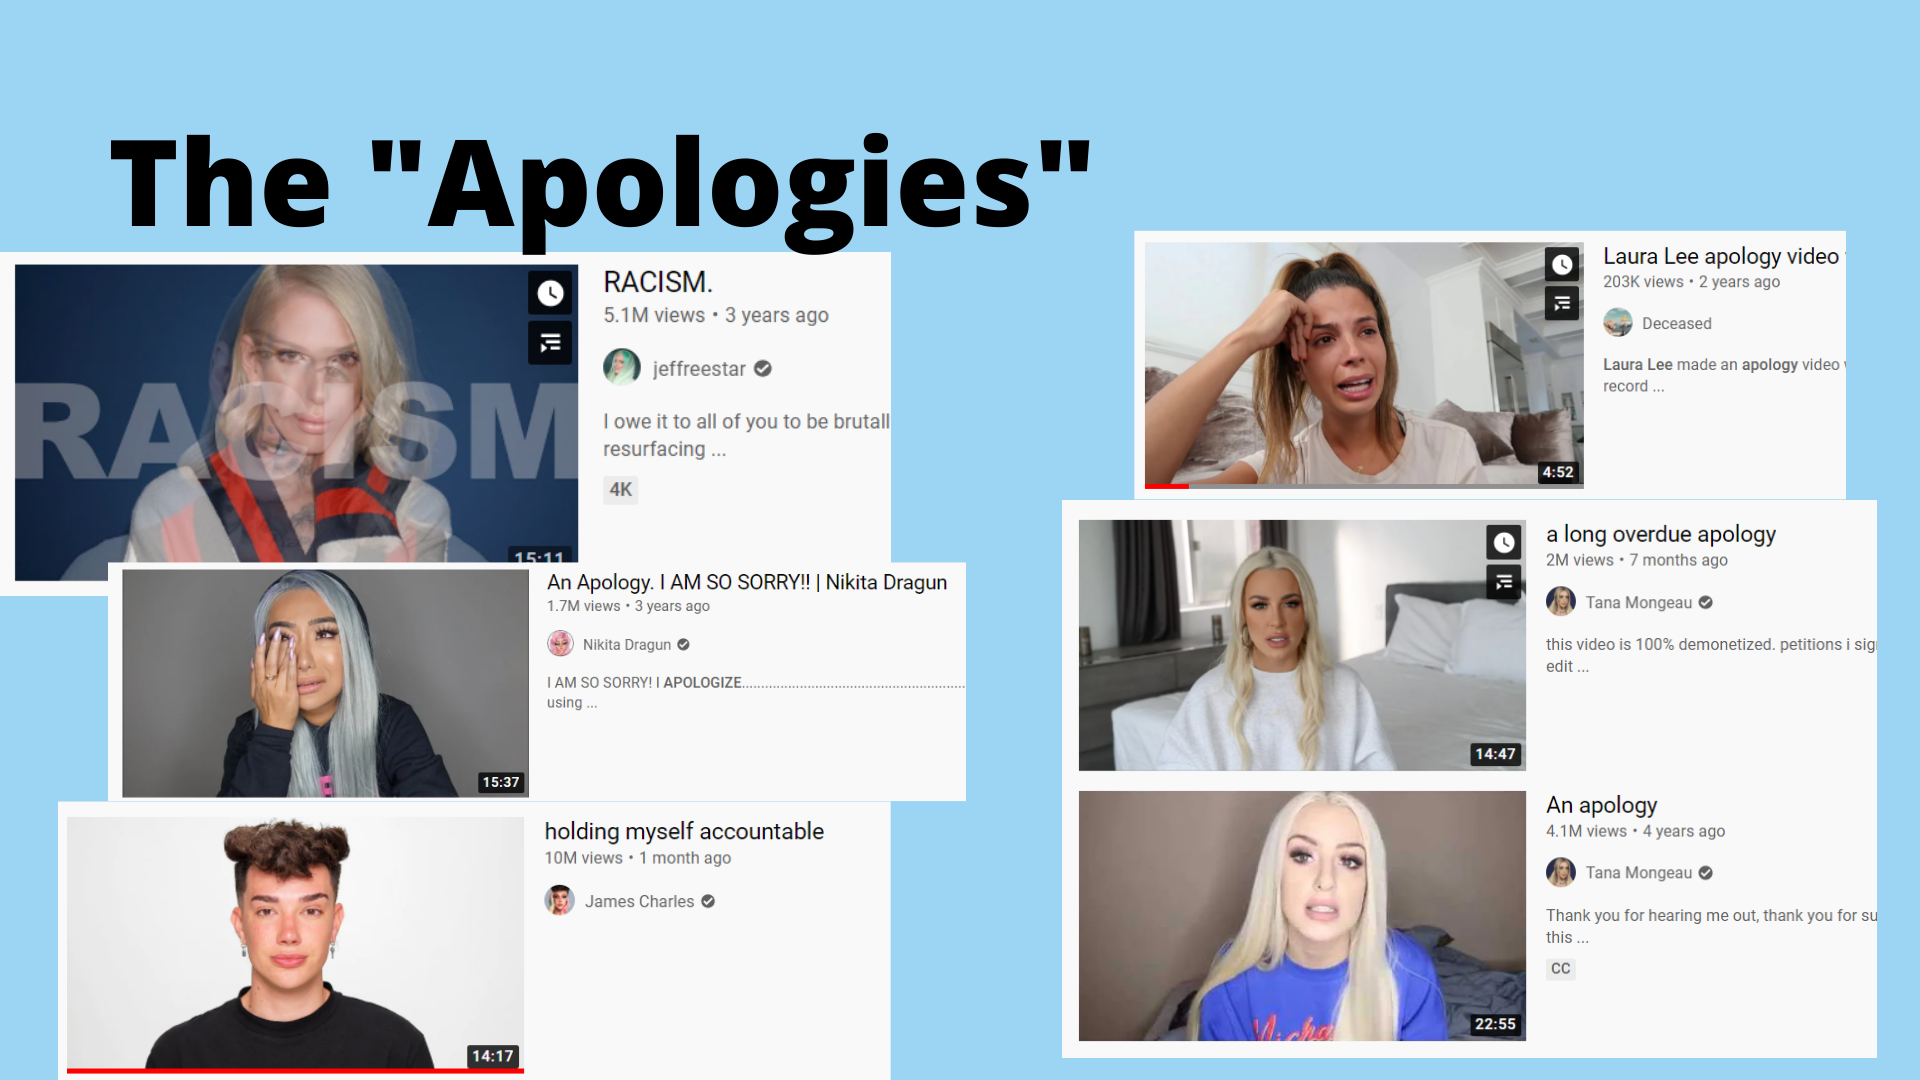 The "Apologies"
RACISM
15:11
RACISM.
5.1M views • 3 years ago
jeffreestar
I owe it to all of you to be brutall
resurfacing ...
4K
15:37
An Apology. I AM SO SORRY!! | Nikita Dragun
1.7M views • 3 years ago
Nikita Dragun
I AM SO SORRY! I APOLOGIZE..........................................................
using ...
14:17
holding myself accountable
10M views • 1 month ago
James Charles
4:52
Laura Lee apology video
203K views • 2 years ago
Deceased
Laura Lee made an apology video
record ...
14:47
a long overdue apology
2M views • 7 months ago
Tana Mongeau
this video is 100% demonetized. petitions i sig
edit ...
22:55
An apology
4.1M views • 4 years ago
Tana Mongeau
Thank you for hearing me out, thank you for su
this ...
CC